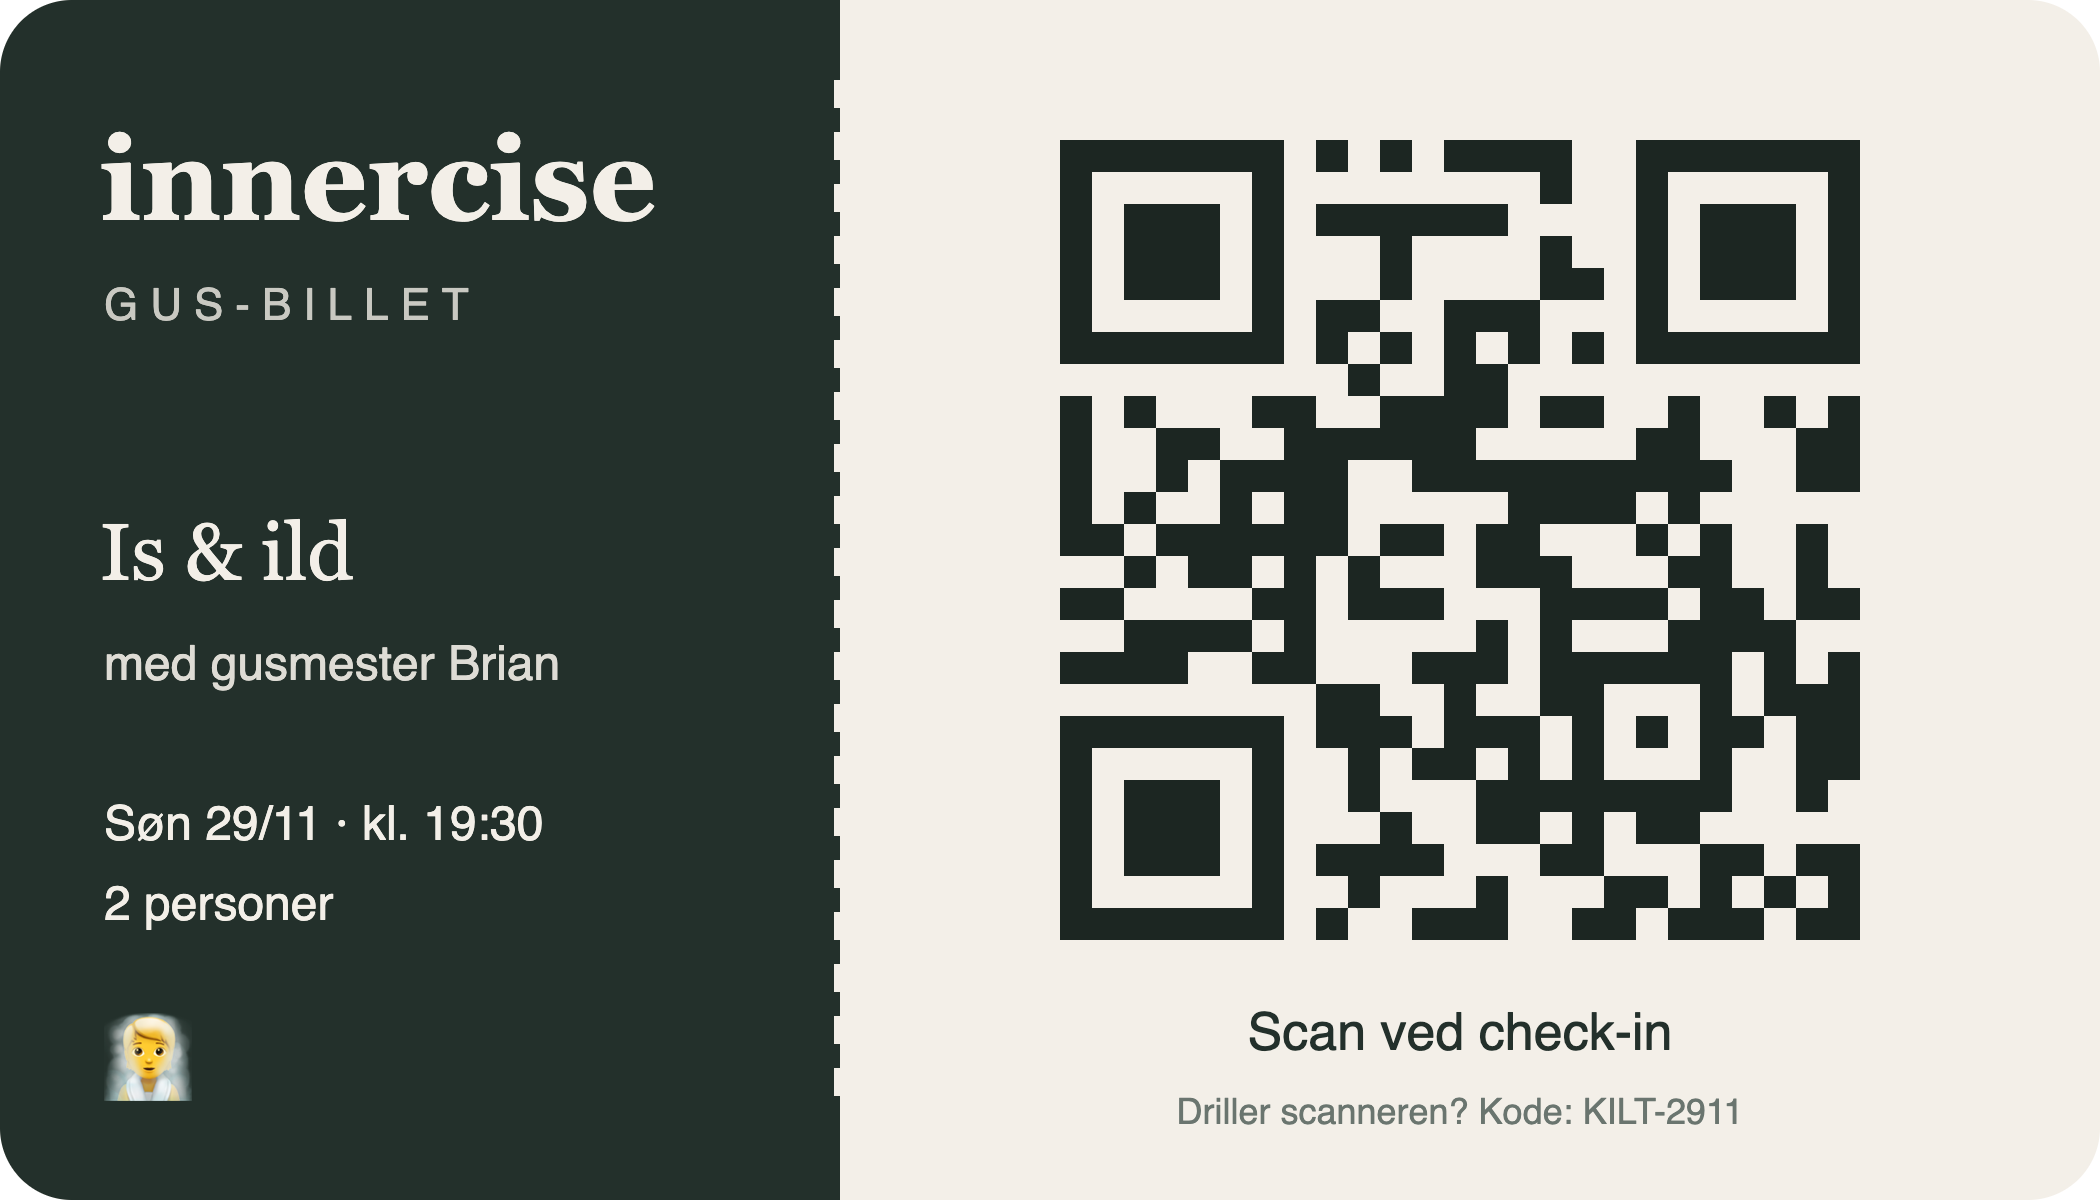 innercise
GUS-BILLET
Is & ild
med gusmester Brian
Søn 29/11 · kl. 19:30
2 personer
Scan ved check-in
Driller scanneren? Kode: KILT-2911